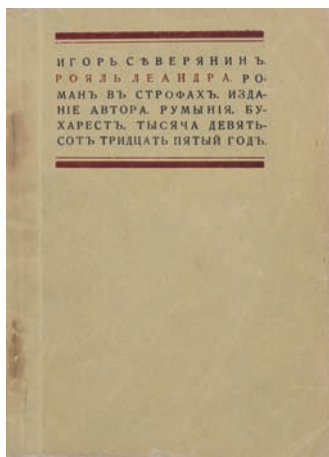 ИГОРЬ СѢВЕРЯНИНЪ.
РОЯЛЬ ЛЕАНДРА. РО-
МАНЪ ВЪ СТРОФАХЪ. ИЗДА-
НІЕ АВТОРА. РУМЫНІЯ. БУ-
ХАРЕСТЪ. ТЫСЯЧА ДЕВЯТЬ-
СОТЪ ТРИДЦАТЬ ПЯТЫЙ ГОДЪ.